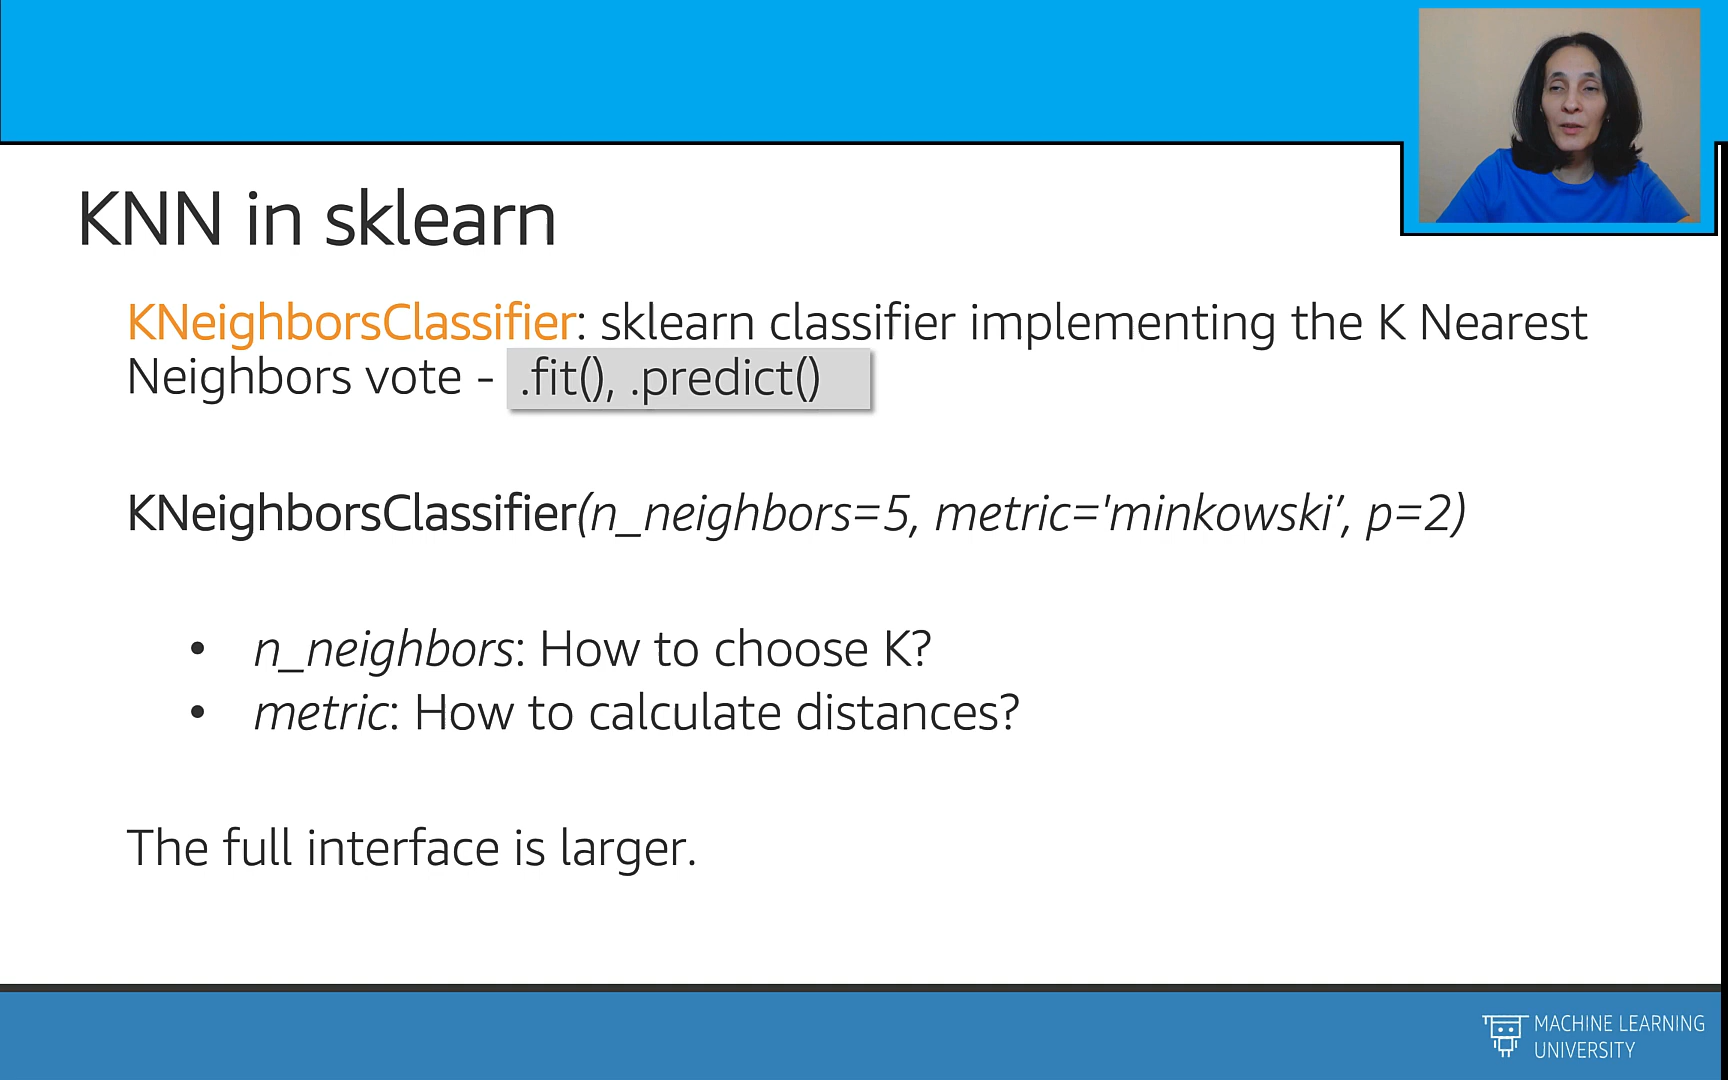 KNN in sklearn
KNeighborsClassifier: sklearn classifier implementing the K Nearest
Neighbors vote - .fit(), .predict()
KNeighborsClassifier(n_neighbors=5, metric='minkowski’, p=2)
• n_neighbors: How to choose K?
• metric: How to calculate distances?
The full interface is larger.
MACHINE LEARNING
UNIVERSITY